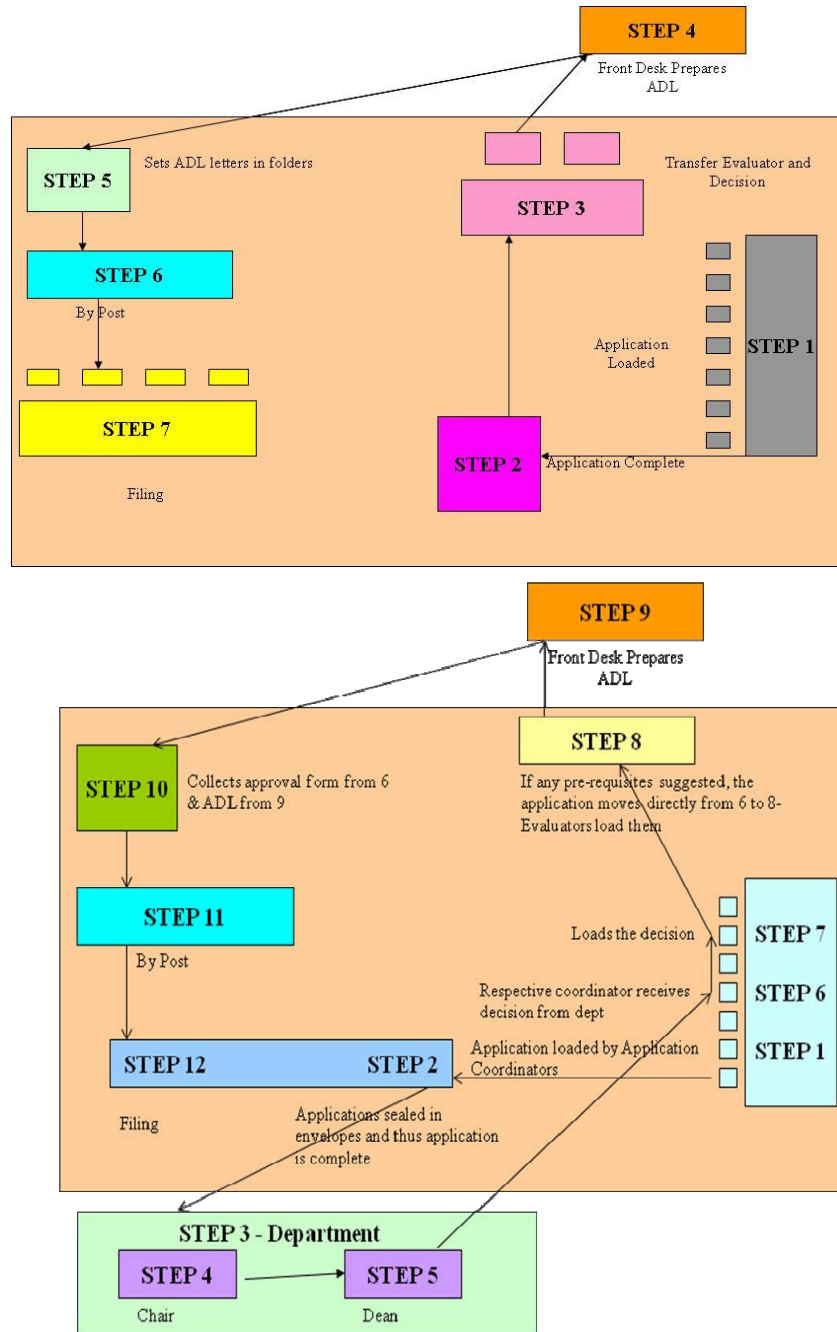 STEP 4
Front Desk Prepares
ADL
STEP 5
Sets ADL letters in folders
Transfer Evaluator and
Decision
STEP 3
STEP 6
By Post
Application
Loaded
STEP 1
STEP 7
STEP 2
Application Complete
Filing
STEP 9
Front Desk Prepares
ADL
STEP 8
STEP 10
Collects approval form from 6
& ADL from 9
If any pre-requisites suggested, the
application moves directly from 6 to 8-
Evaluators load them
STEP 11
By Post
Loads the decision
STEP 7
Respective coordinator receives
decision from dept
STEP 6
Application loaded by Application
Coordinators
STEP 1
STEP 12
STEP 2
Filing
Applications sealed in
envelopes and thus application
is complete
STEP 3 - Department
STEP 4
STEP 5
Chair
Dean